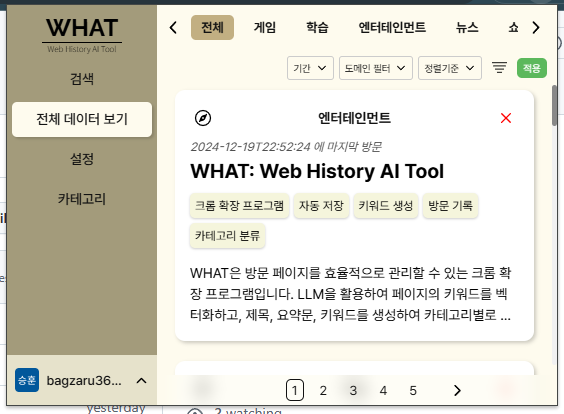 WHAT
Web History AI Tool
검색
전체 데이터 보기
설정
카테고리
승훈 bagzaru36...
전체 게임 학습 엔터테인먼트 뉴스 쇼
기간 도메인 필터 정렬기준 적용
엔터테인먼트
2024-12-19T22:52:24 에 마지막 방문
WHAT: Web History AI Tool
크롬 확장 프로그램 자동 저장 키워드 생성 방문 기록
카테고리 분류
WHAT은 방문 페이지를 효율적으로 관리할 수 있는 크롬 확
장 프로그램입니다. LLM을 활용하여 페이지의 키워드를 벡
터화하고, 제목, 요약문, 키워드를 생성하여 카테고리별로 ...
1 2 3 4 5
yesterday
2 watching